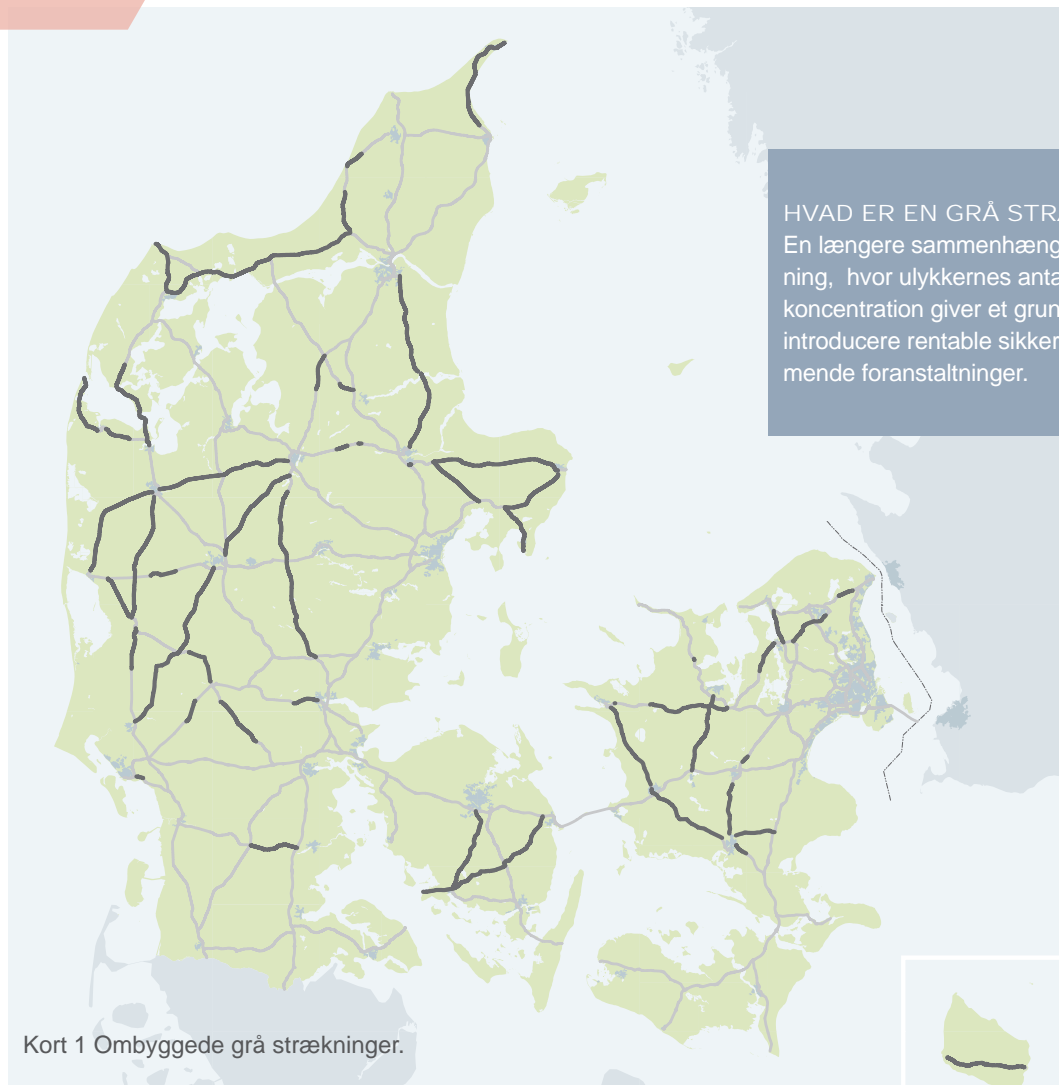 HVAD ER EN GRÅ STRÆ
En længere sammenhæng
ning, hvor ulykkernes anta
koncentration giver et grun
introducere rentable sikker
mende foranstaltninger.
Kort 1 Ombyggede grå strækninger.